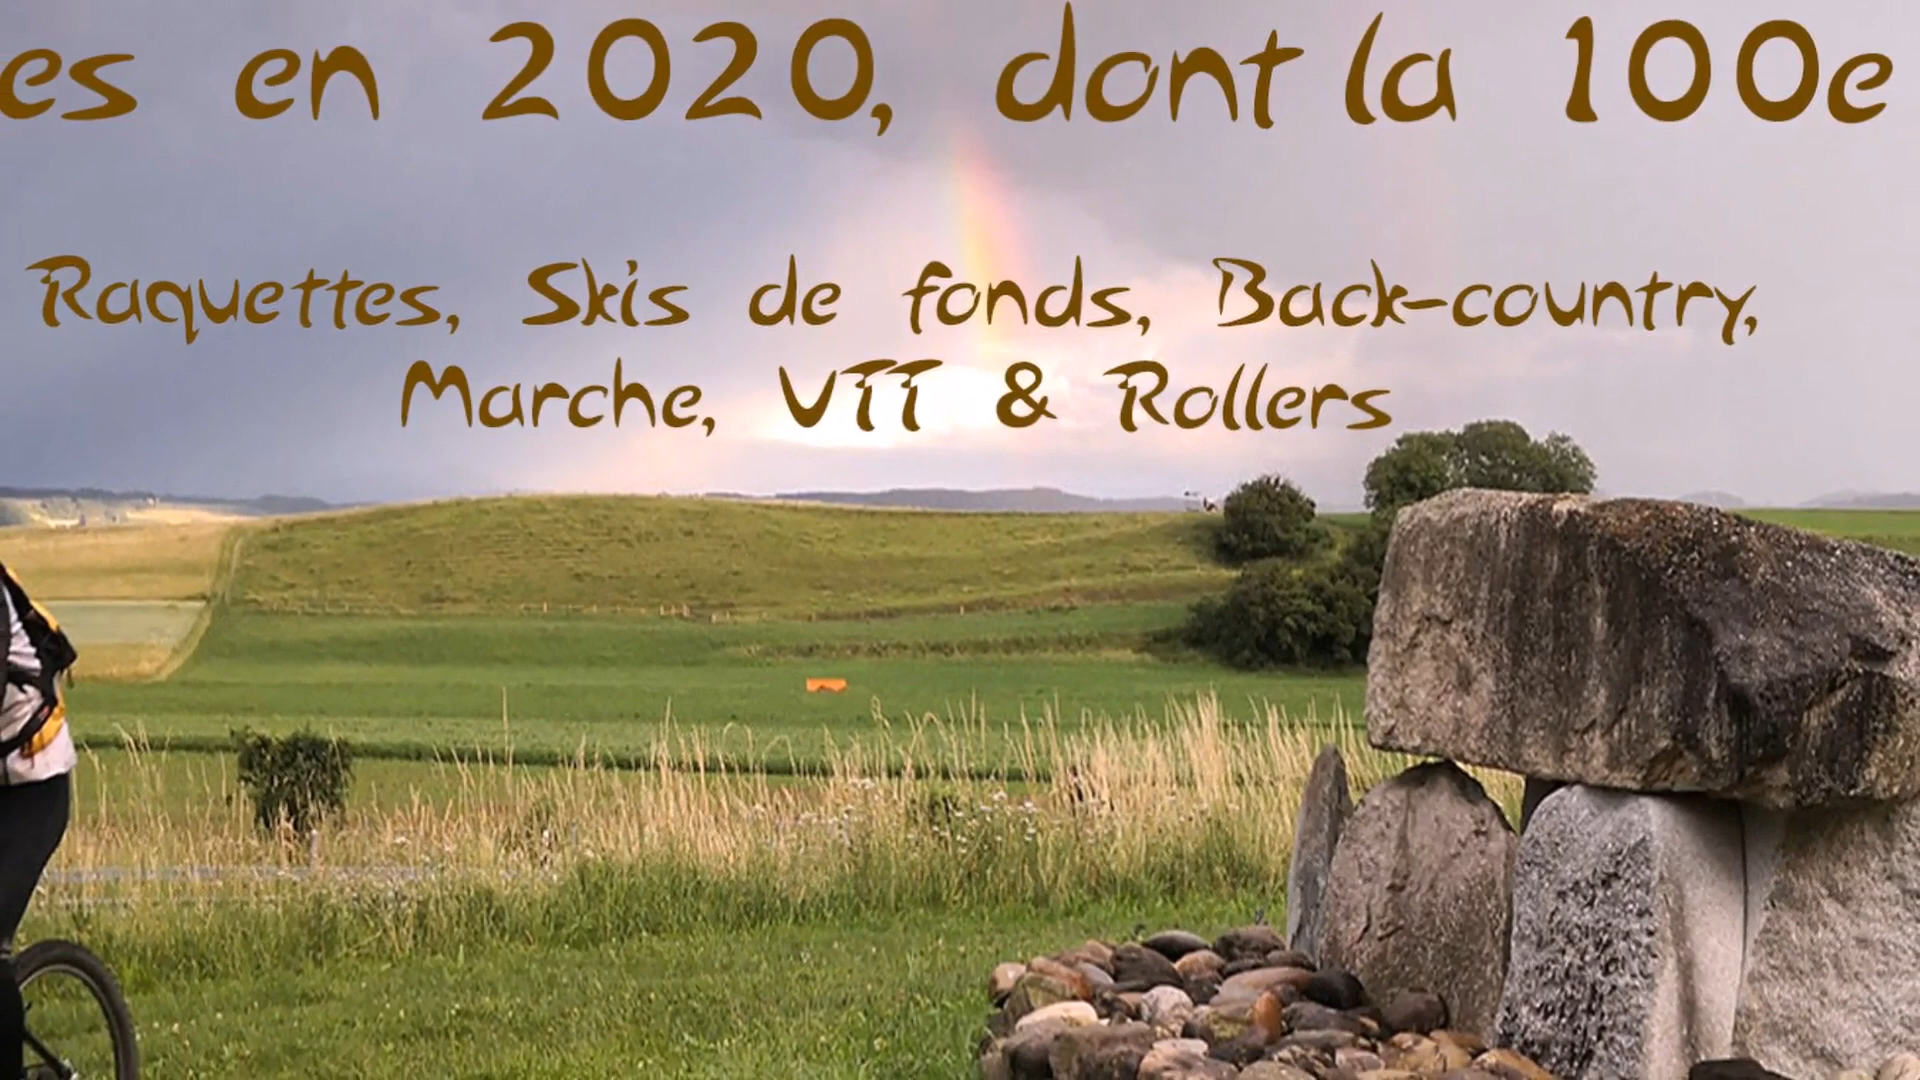 es en 2020, dont la 100e
Raquettes, Skis de fonds, Back-country,
Marche, VTT & Rollers